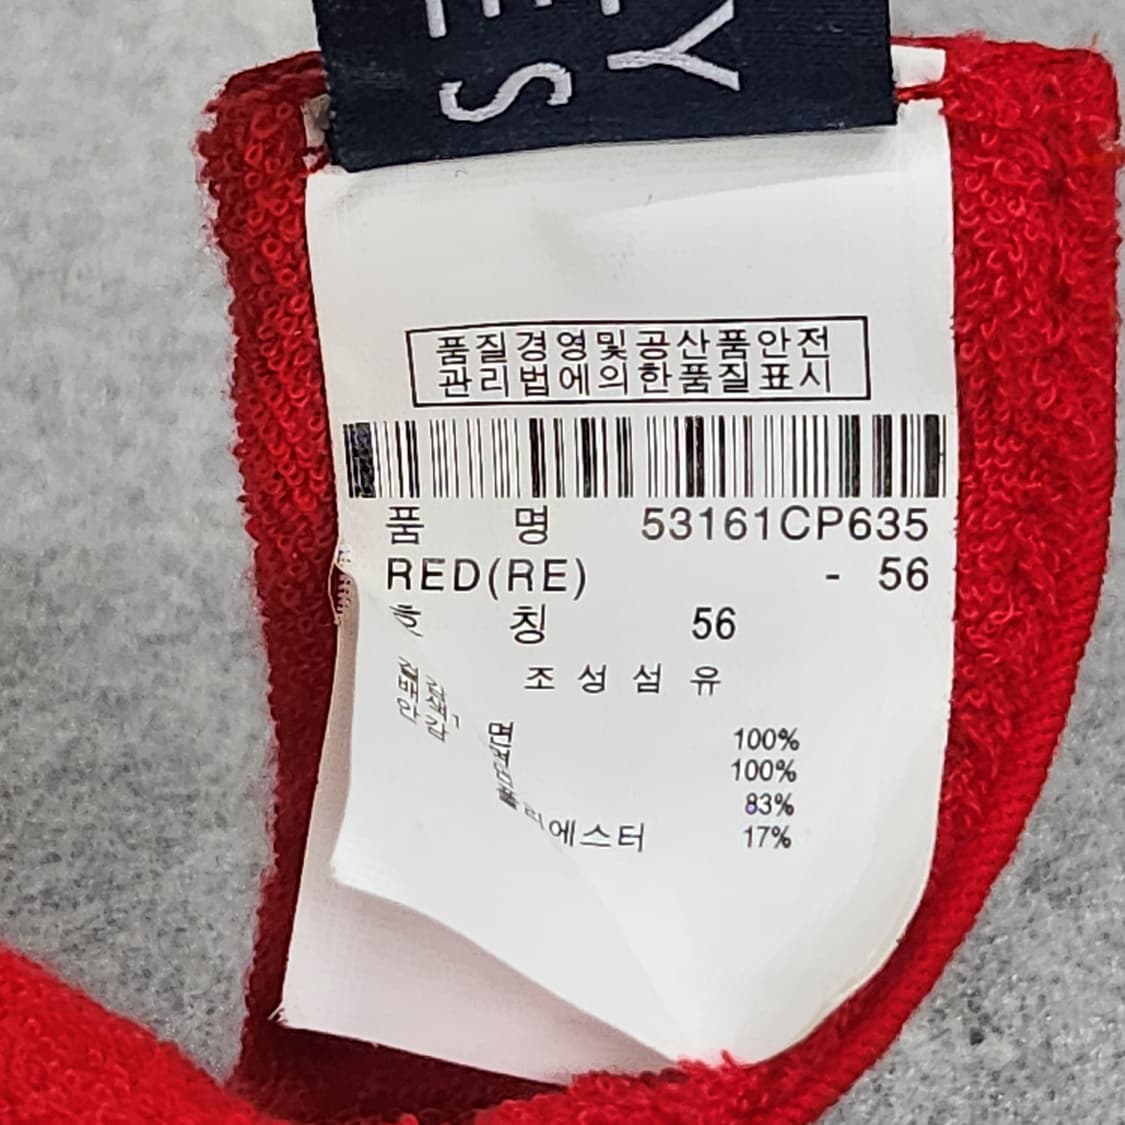 Y
ES
품질경영및공산품안전
관리법에의한품질표시
품 명 53161CP635
RED(RE) - 56
호 칭 56
조성섬유
면 100%
100%
83%
에스터 17%